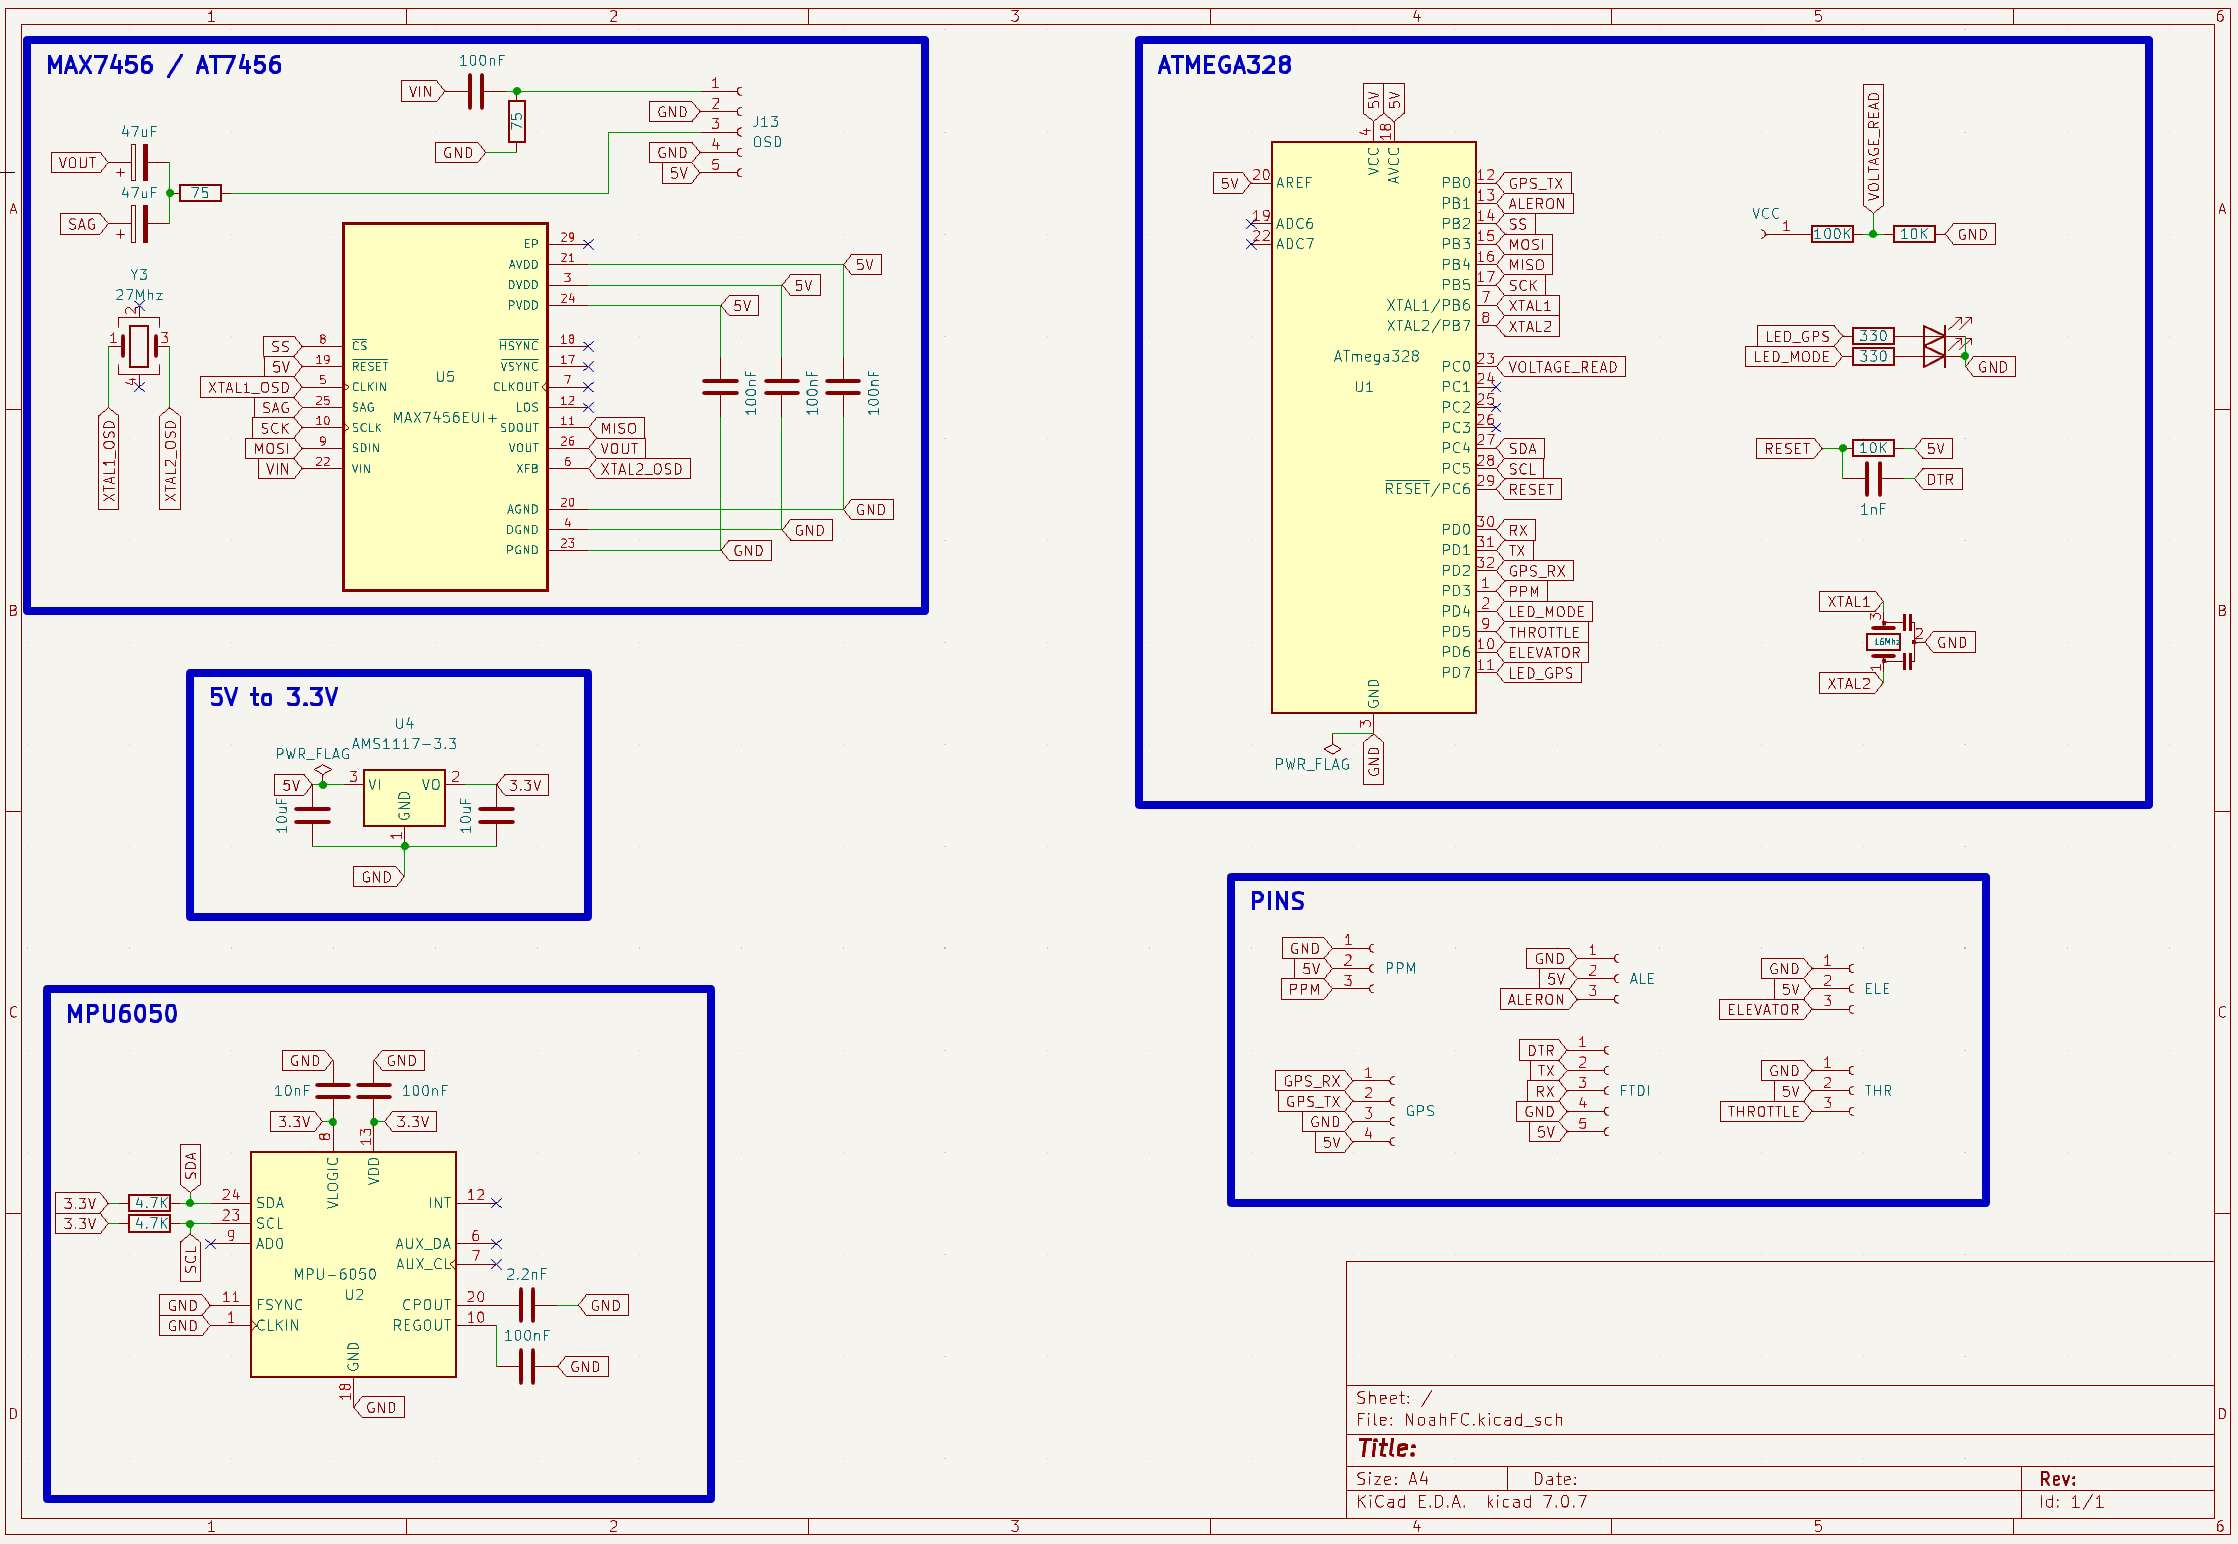 1 2 3 4 5 6
MAX7456 / AT7456
100nF
VIN
75
GND
1
GND 2
3
GND 4
5V 5
J13
OSD
47uF
VOUT
+
47uF
75
SAG
+
Y3
27Mhz
2
1 3
4
XTAL1_OSD
XTAL2_OSD
EP 29
AVDD 21
5V
DVDD 3
5V
PVDD 24
5V
SS 8 CS
HSYNC 18
5V 19 RESET
VSYNC 17
U5
XTAL1_OSD 5 CLKIN
CLKOUT 7
SAG 25 SAG
LOS 12
MAX7456EUI+
SCK 10 SCLK
SDOUT 11 MISO
MOSI 9 SDIN
VOUT 26 VOUT
VIN 22 VIN
XFB 6 XTAL2_OSD
100nF
100nF
100nF
AGND 20
GND
DGND 4
GND
PGND 23
GND
ATMEGA328
5V 5V
4 18
VCC AVCC
5V 20 AREF
19 ADC6
22 ADC7
PB0 12 GPS_TX
PB1 13 ALERON
PB2 14 SS
PB3 15 MOSI
PB4 16 MISO
PB5 17 SCK
XTAL1/PB6 7 XTAL1
XTAL2/PB7 8 XTAL2
ATmega328
U1
PC0 23 VOLTAGE_READ
PC1 24
PC2 25
PC3 26
PC4 27 SDA
PC5 28 SCL
RESET/PC6 29 RESET
PD0 30 RX
PD1 31 TX
PD2 32 GPS_RX
PD3 1 PPM
PD4 2 LED_MODE
PD5 9 THROTTLE
PD6 10 ELEVATOR
PD7 11 LED_GPS
GND
3
PWR_FLAG
GND
VOLTAGE_READ
VCC
1 100K 10K GND
LED_GPS 330
LED_MODE 330
GND
RESET 10K 5V
DTR
1nF
XTAL1
3
16Mhz 2 GND
1
XTAL2
5V to 3.3V
U4
AMS1117-3.3
PWR_FLAG
5V 3 VI VO 2 3.3V
10uF GND 10uF
1
GND
MPU6050
GND GND
10nF 100nF
3.3V 3.3V
8 13
VLOGIC VDD
SDA
3.3V 4.7K 24 SDA
3.3V 4.7K 23 SCL
9 AD0
SCL
INT 12
AUX_DA 6
AUX_CL 7
MPU-6050
U2
2.2nF
GND 11 FSYNC
CPOUT 20 GND
GND 1 CLKIN
REGOUT 10
100nF
GND
GND
18
GND
PINS
GND 1
5V 2 PPM
PPM 3
GND 1
5V 2 ALE
ALERON 3
GND 1
5V 2 ELE
ELEVATOR 3
GPS_RX 1
GPS_TX 2
GND 3
5V 4
GPS
DTR 1
TX 2
RX 3 FTDI
GND 4
5V 5
GND 1
5V 2 THR
THROTTLE 3
A A
B B
C C
D D
Sheet: /
File: NoahFC.kicad_sch
Title:
Size: A4 Date: Rev:
KiCad E.D.A. kicad 7.0.7 Id: 1/1
1 2 3 4 5 6